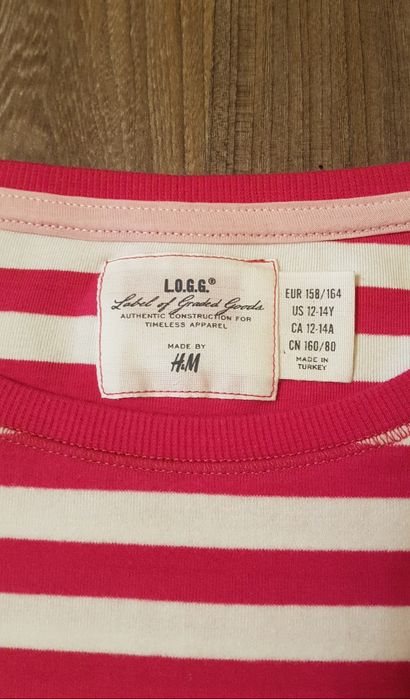 L.O.G.G.®
Label of Graded Goods
AUTHENTIC CONSTRUCTION FOR
TIMELESS APPAREL
MADE BY
H&M
EUR 158/164
US 12-14Y
CA 12-14A
CN 160/80
MADE IN
TURKEY